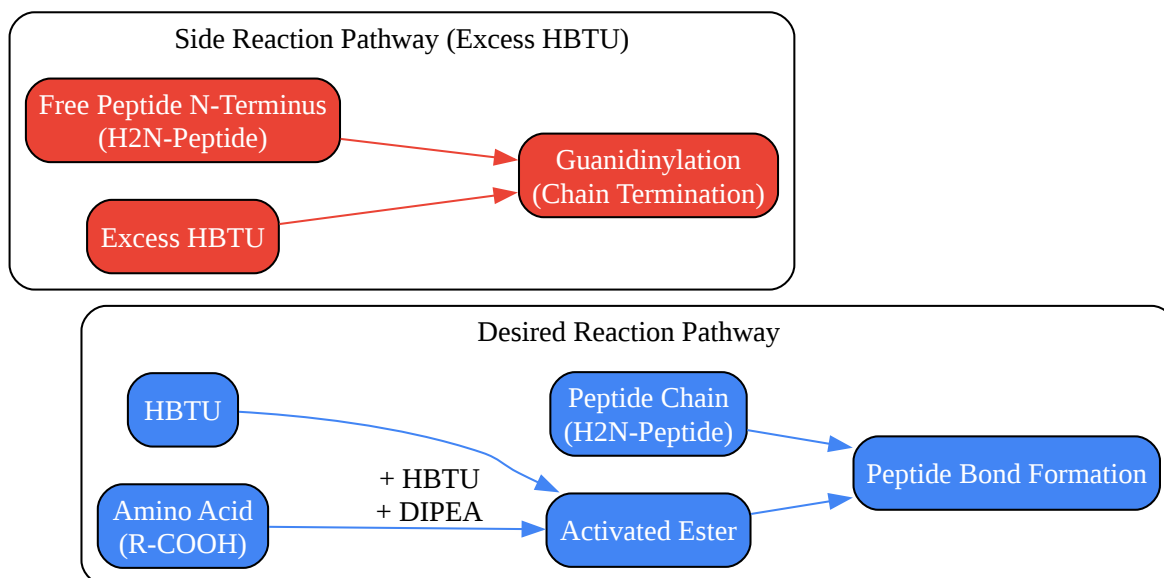 Side Reaction Pathway (Excess HBTU)
Free Peptide N-Terminus
(H2N-Peptide)
Guanidinylation
(Chain Termination)
Excess HBTU
Desired Reaction Pathway
HBTU
Peptide Chain
(H2N-Peptide)
Peptide Bond Formation
+ HBTU
+ DIPEA
Amino Acid
(R-COOH)
Activated Ester